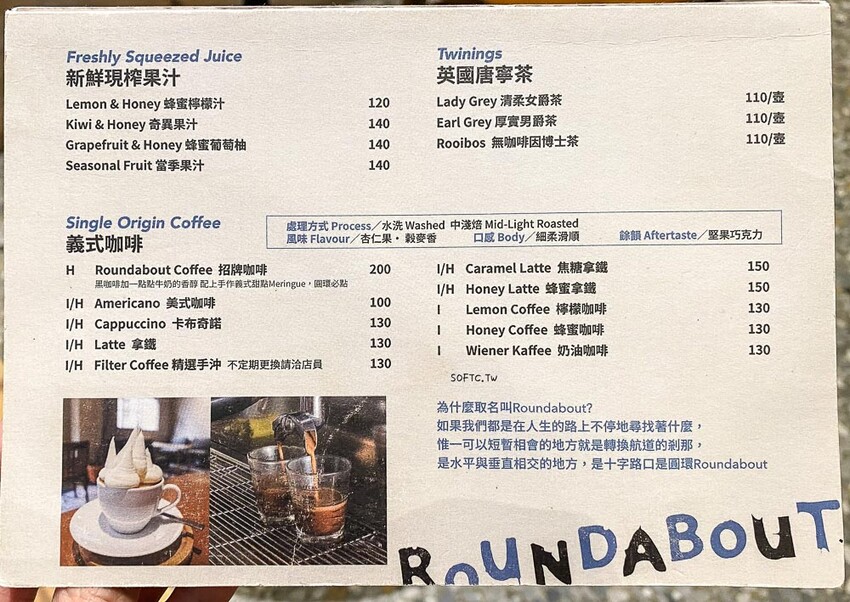 Freshly Squeezed Juice
新鮮現榨果汁
Lemon & Honey 蜂蜜檸檬汁 120
Kiwi & Honey 奇異果汁 140
Grapefruit & Honey 蜂蜜葡萄柚 140
Seasonal Fruit 當季果汁 140
Twinings
英國唐寧茶
Lady Grey 清柔女爵茶 110/壺
Earl Grey 厚實男爵茶 110/壺
Rooibos 無咖啡因博士茶 110/壺
Single Origin Coffee
義式咖啡
處理方式 Process／水洗 Washed 中淺焙 Mid-Light Roasted
風味 Flavour／杏仁果・穀麥香 口感 Body／細柔滑順 餘韻 Aftertaste／堅果巧克力
H Roundabout Coffee 招牌咖啡 200
黑咖啡加一點點牛奶的香醇 配上手作義式甜點Meringue，圓環必點
I/H Americano 美式咖啡 100
I/H Cappuccino 卡布奇諾 130
I/H Latte 拿鐵 130
I/H Filter Coffee 精選手沖 不定期更換請洽店員 130
I/H Caramel Latte 焦糖拿鐵 150
I/H Honey Latte 蜂蜜拿鐵 150
I Lemon Coffee 檸檬咖啡 130
I Honey Coffee 蜂蜜咖啡 130
I Wiener Kaffee 奶油咖啡 130
SOFTC.TW
為什麼取名叫Roundabout?
如果我們都是在人生的路上不停地尋找著什麼，
惟一可以短暫相會的地方就是轉換航道的剎那，
是水平與垂直相交的地方，是十字路口是圓環Roundabout
ROUNDABOUT